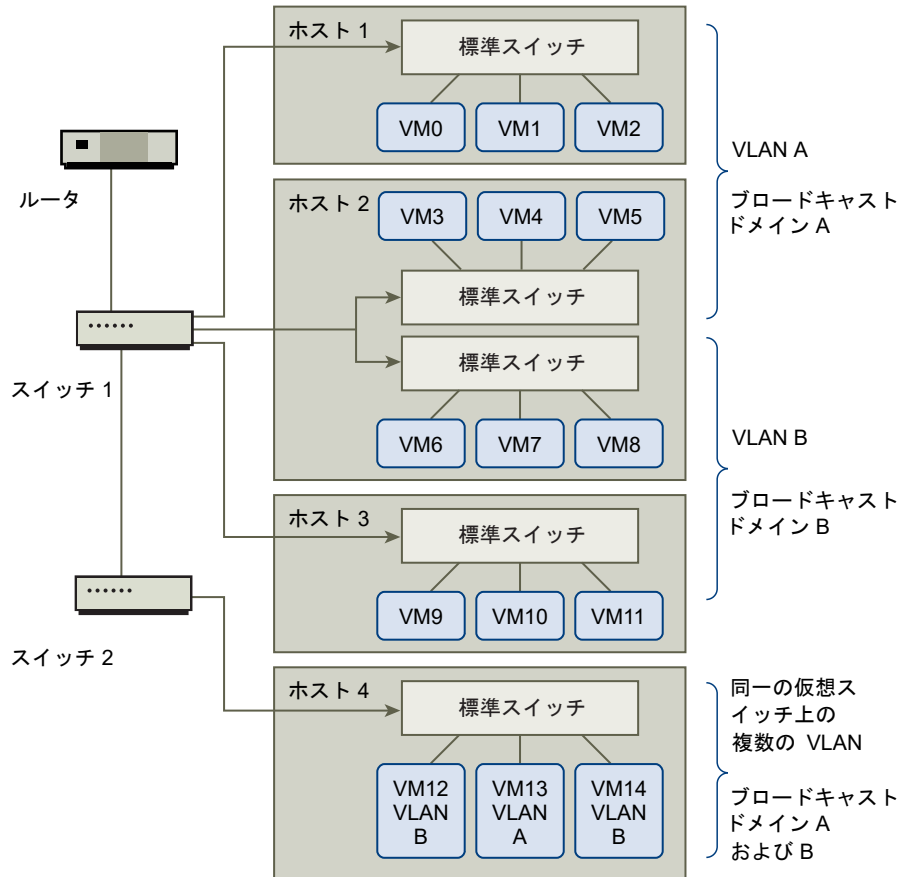 ホスト 1
標準スイッチ
VM0
VM1
VM2
ルータ
VLAN A
ブロードキャスト
ドメイン A
ホスト 2
VM3
VM4
VM5
標準スイッチ
標準スイッチ
スイッチ 1
VM6
VM7
VM8
VLAN B
ブロードキャスト
ドメイン B
ホスト 3
標準スイッチ
VM9
VM10
VM11
スイッチ 2
ホスト 4
標準スイッチ
VM12
VLAN
B
VM13
VLAN
A
VM14
VLAN
B
同一の仮想ス
イッチ上の
複数の VLAN
ブロードキャスト
ドメイン A
および B